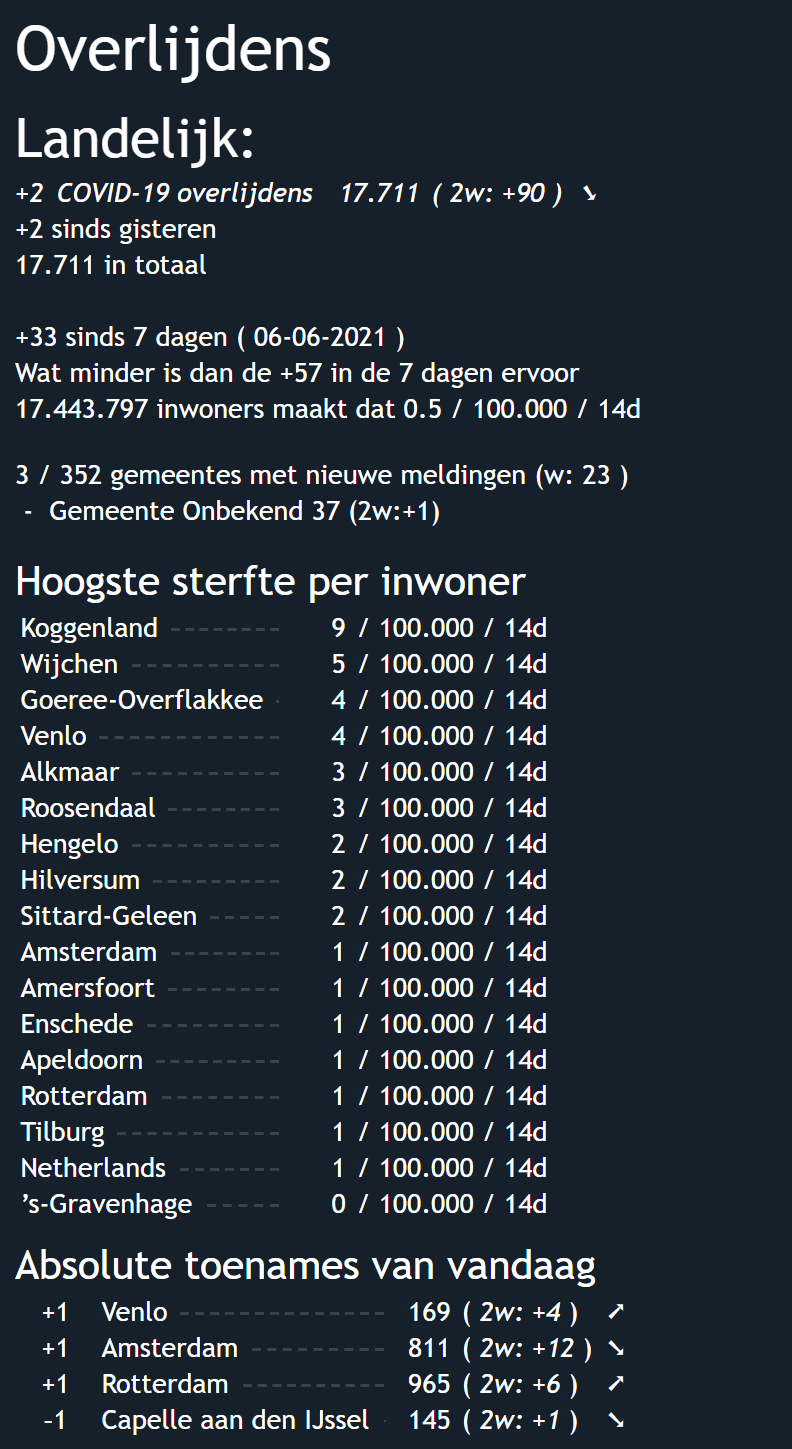 Overlijdens
Landelijk:
+2 COVID-19 overlijdens 17.711 ( 2w: +90 ) ➘
+2 sinds gisteren
17.711 in totaal
+33 sinds 7 dagen ( 06-06-2021 )
Wat minder is dan de +57 in de 7 dagen ervoor
17.443.797 inwoners maakt dat 0.5 / 100.000 / 14d
3 / 352 gemeentes met nieuwe meldingen (w: 23 )
- Gemeente Onbekend 37 (2w:+1)
Hoogste sterfte per inwoner
Koggenland -------- 9 / 100.000 / 14d
Wijchen ----------- 5 / 100.000 / 14d
Goeree-Overflakkee - 4 / 100.000 / 14d
Venlo ------------- 4 / 100.000 / 14d
Alkmaar ----------- 3 / 100.000 / 14d
Roosendaal -------- 3 / 100.000 / 14d
Hengelo ----------- 2 / 100.000 / 14d
Hilversum --------- 2 / 100.000 / 14d
Sittard-Geleen ----- 2 / 100.000 / 14d
Amsterdam -------- 1 / 100.000 / 14d
Amersfoort -------- 1 / 100.000 / 14d
Enschede ---------- 1 / 100.000 / 14d
Apeldoorn --------- 1 / 100.000 / 14d
Rotterdam -------- 1 / 100.000 / 14d
Tilburg ------------ 1 / 100.000 / 14d
Netherlands ------- 1 / 100.000 / 14d
’s-Gravenhage ----- 0 / 100.000 / 14d
Absolute toenames van vandaag
+1 Venlo --------------- 169 ( 2w: +4 ) ➚
+1 Amsterdam ---------- 811 ( 2w: +12 ) ➘
+1 Rotterdam ---------- 965 ( 2w: +6 ) ➚
-1 Capelle aan den IJssel - 145 ( 2w: +1 ) ➘